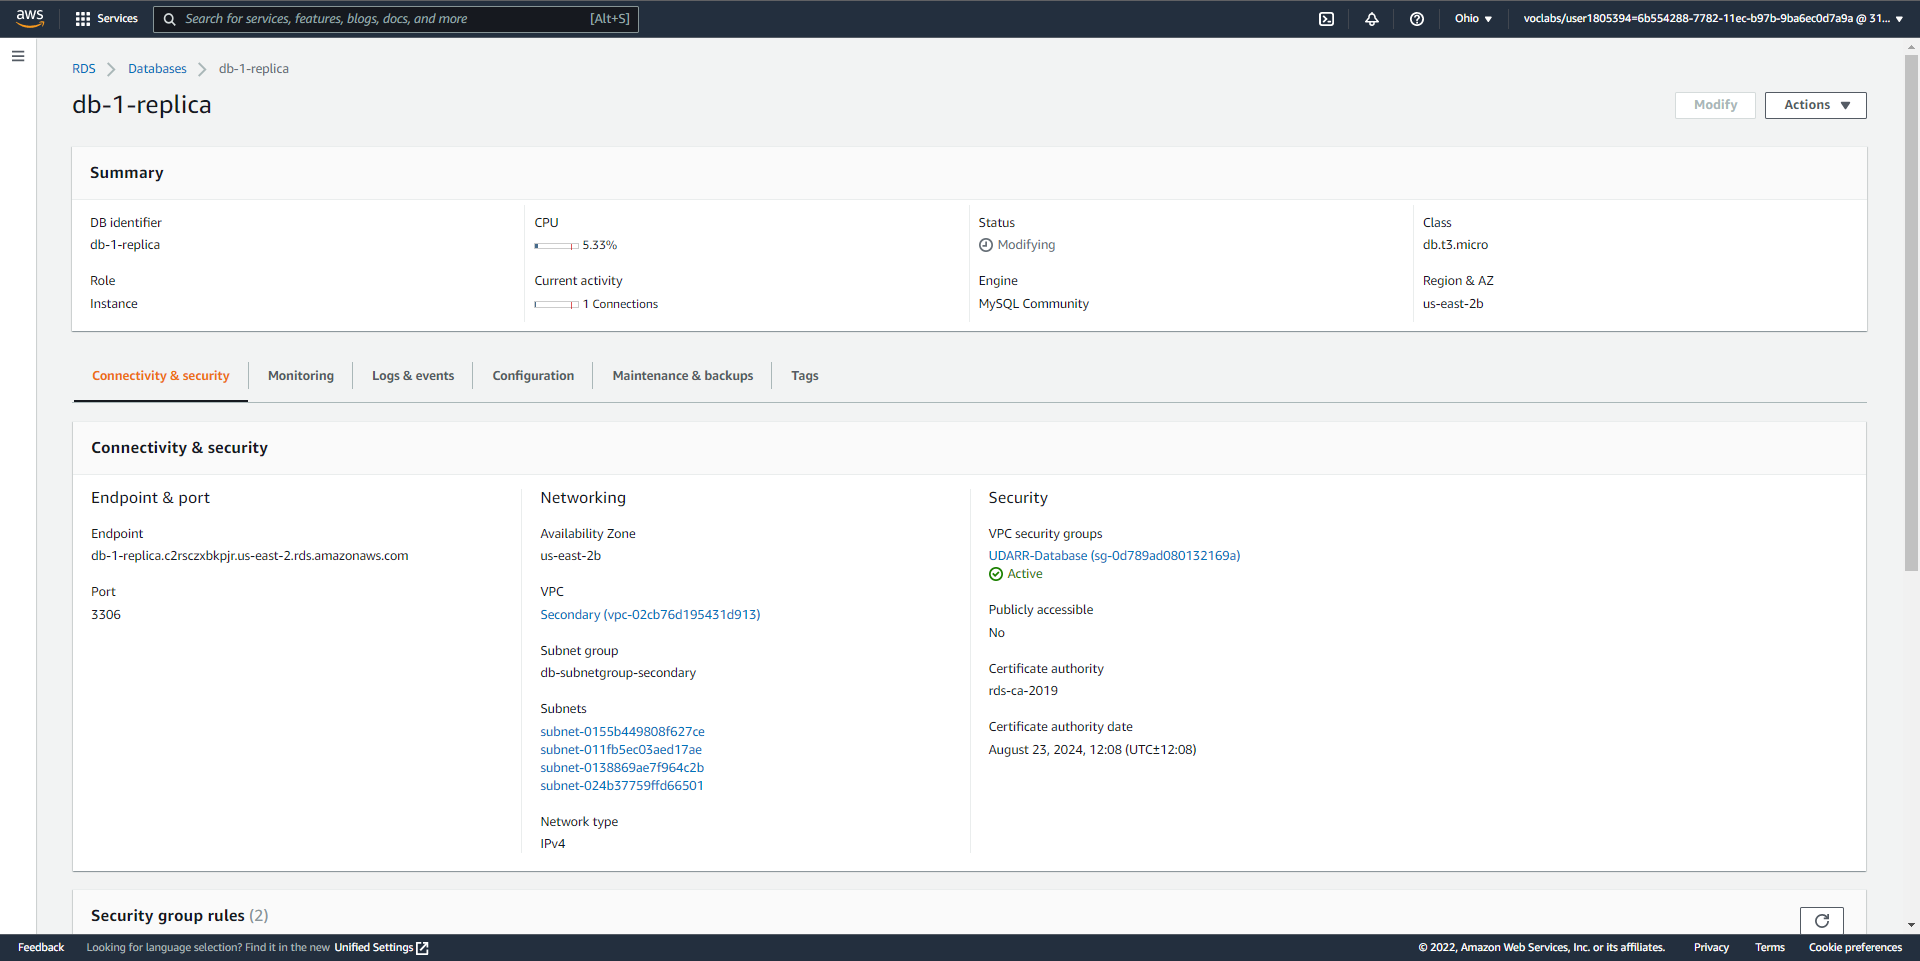 aws Services Search for services, features, blogs, docs, and more [Alt+S] Ohio voclabs/user1805394=6b554288-7782-11ec-b97b-9ba6ec0d7a9a @ 31...
RDS Databases db-1-replica
db-1-replica
Modify Actions
Summary
DB identifier CPU Status Class
db-1-replica 5.33% Modifying db.t3.micro
Role Current activity Engine Region & AZ
Instance 1 Connections MySQL Community us-east-2b
Connectivity & security Monitoring Logs & events Configuration Maintenance & backups Tags
Connectivity & security
Endpoint & port
Endpoint
db-1-replica.c2rsczxbkpjr.us-east-2.rds.amazonaws.com
Port
3306
Networking
Availability Zone
us-east-2b
VPC
Secondary (vpc-02cb76d195431d913)
Subnet group
db-subnetgroup-secondary
Subnets
subnet-0155b449808f627ce
subnet-011fb5ec03aed17ae
subnet-0138869ae7f964c2b
subnet-024b37759ffd66501
Network type
IPv4
Security
VPC security groups
UDARR-Database (sg-0d789ad080132169a)
Active
Publicly accessible
No
Certificate authority
rds-ca-2019
Certificate authority date
August 23, 2024, 12:08 (UTC±12:08)
Security group rules (2)
Feedback Looking for language selection? Find it in the new Unified Settings © 2022, Amazon Web Services, Inc. or its affiliates. Privacy Terms Cookie preferences